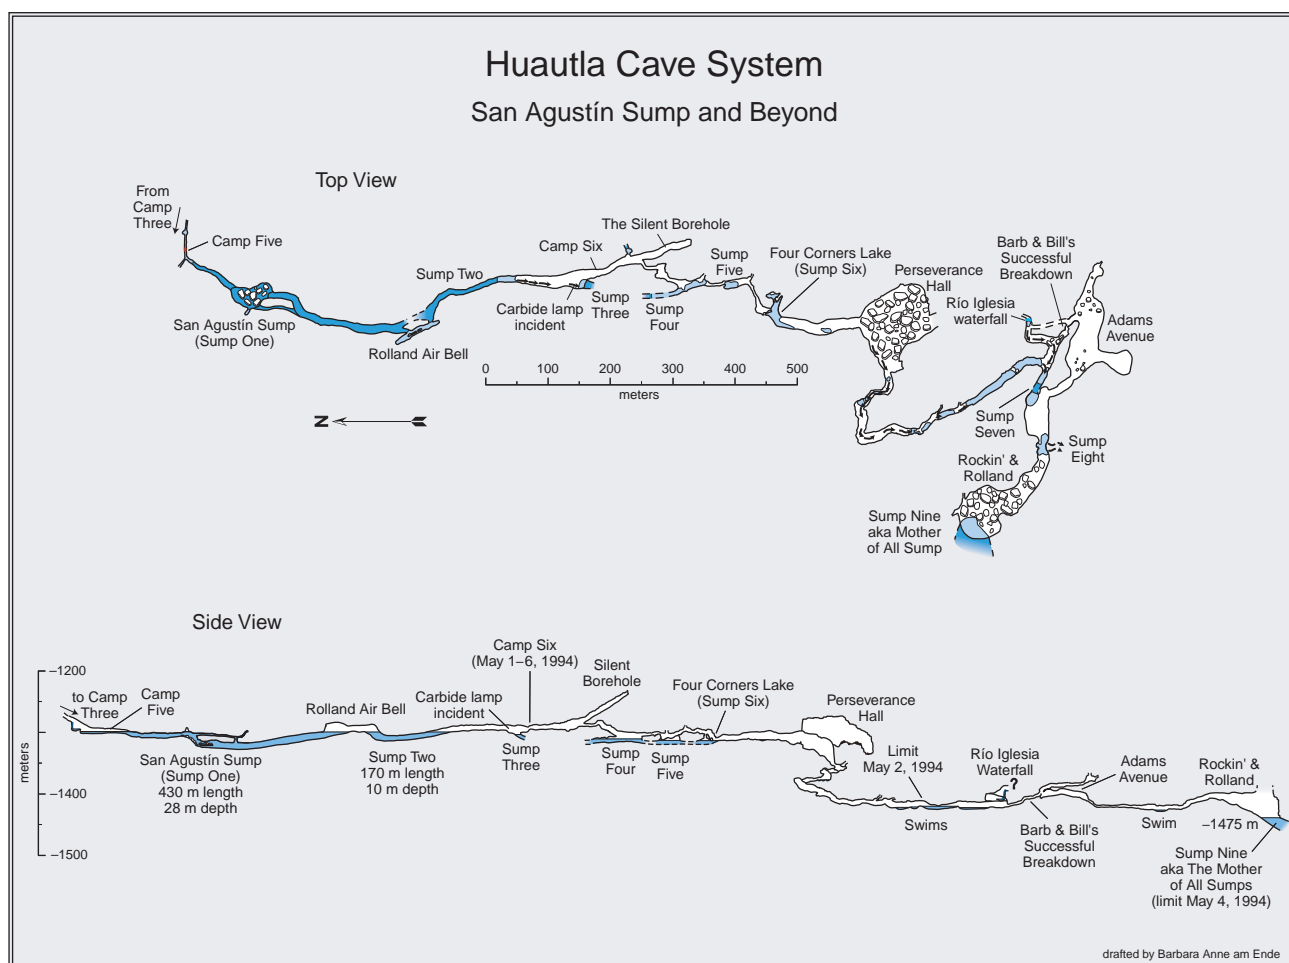 Huautla Cave System
San Agustín Sump and Beyond
Top View
From
Camp
Three
Camp Five
San Agustín Sump
(Sump One)
Rolland Air Bell
Sump Two
Camp Six
The Silent Borehole
Carbide lamp
incident
Sump
Three
Sump
Four
Sump
Five
Four Corners Lake
(Sump Six)
Perseverance
Hall
Barb & Bill's
Successful
Breakdown
Río Iglesia
waterfall
Adams
Avenue
Sump
Seven
Sump
Eight
Rockin' &
Rolland
Sump Nine
aka Mother
of All Sump
0 100 200 300 400 500
meters
N
Side View
–1200
–1400
–1500
meters
to Camp
Three
Camp
Five
San Agustín Sump
(Sump One)
430 m length
28 m depth
Rolland Air Bell
Sump Two
170 m length
10 m depth
Carbide lamp
incident
Camp Six
(May 1–6, 1994)
Silent
Borehole
Sump
Three
Sump
Four
Sump
Five
Four Corners Lake
(Sump Six)
Perseverance
Hall
Limit
May 2, 1994
Swims
Río Iglesia
Waterfall
?
Barb & Bill's
Successful
Breakdown
Adams
Avenue
Swim
Rockin' &
Rolland
–1475 m
Sump Nine
aka The Mother
of All Sumps
(limit May 4, 1994)
drafted by Barbara Anne am Ende